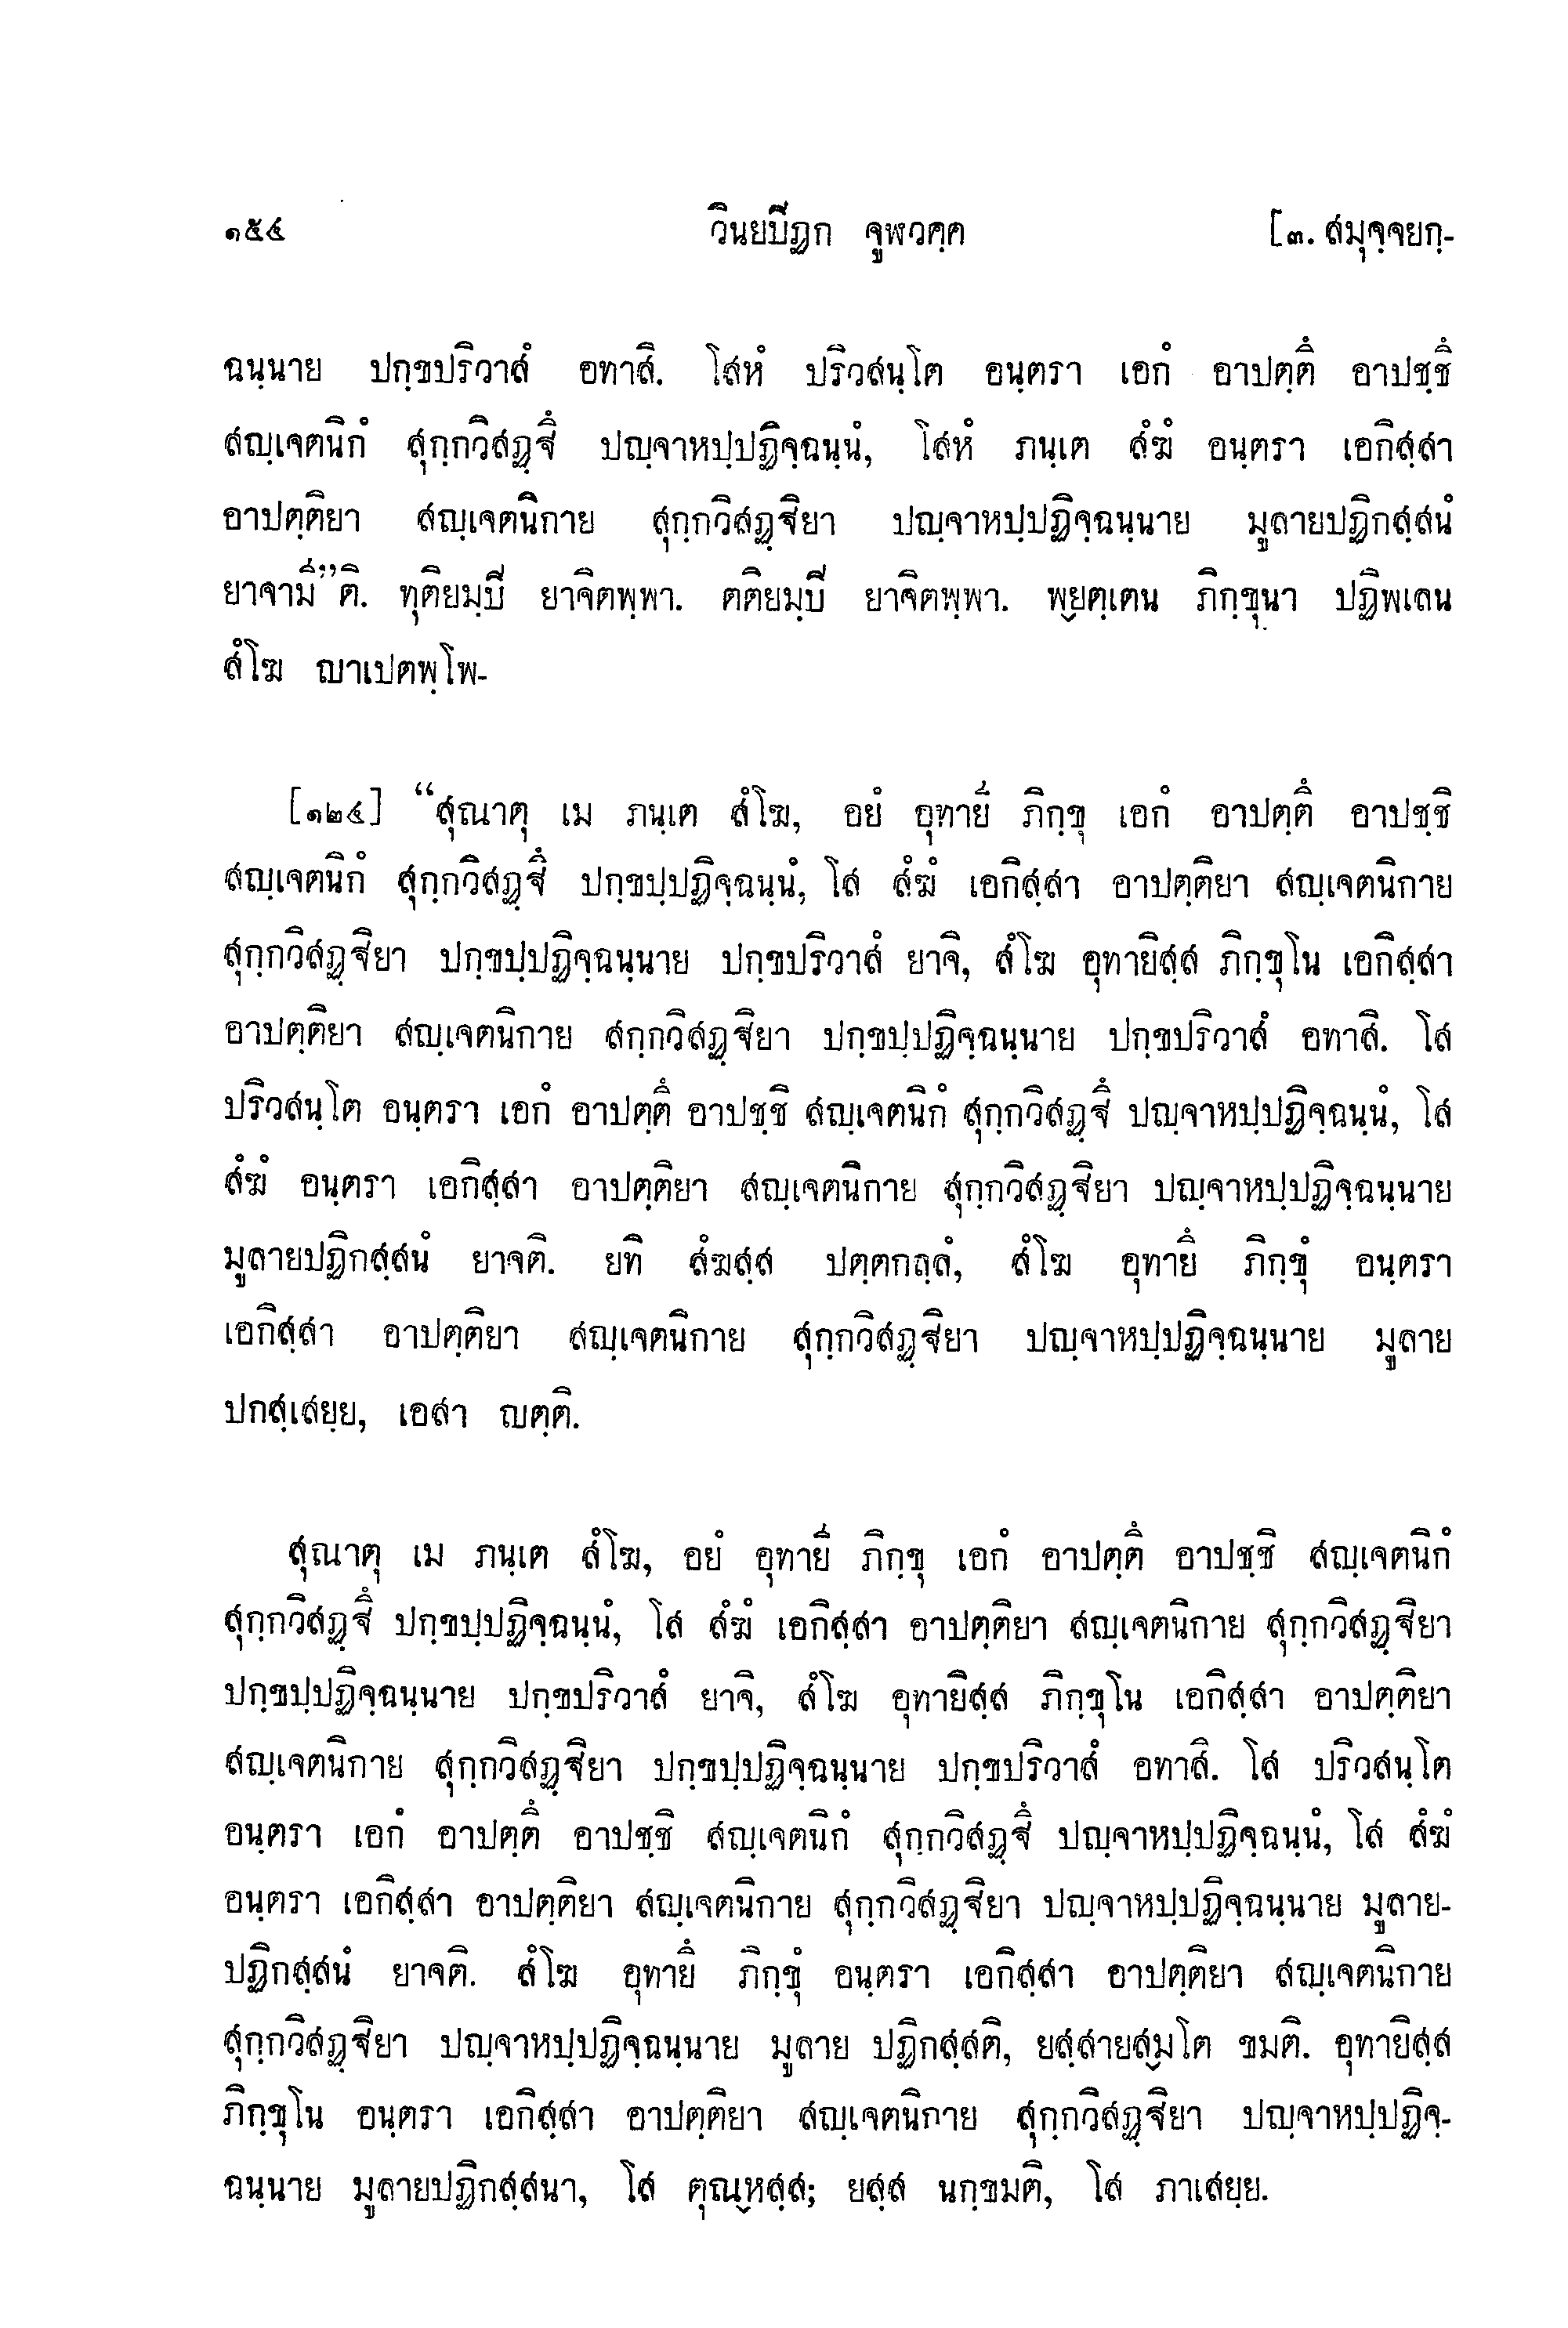 ๑๕๔ วินยปิฏก จูฬวคฺค [๓. สมุจฺจยกฺ-
ฉนฺนาย ปกฺขปริวาสํ อทาสิ. โสหํ ปริวสนฺโต อนฺตรา เอกํ อาปตฺตึ อาปชฺชึ
สญฺเจตนิกํ สุกฺกวิสฏฺฐึ ปญฺจาหปฺปฏิจฺฉนฺนํ, โสหํ ภนฺเต สํฆํ อนฺตรา เอกิสฺสา
อาปตฺติยา สญฺเจตนิกาย สุกฺกวิสฏฺฐิยา ปญฺจาหปฺปฏิจฺฉนฺนาย มูลายปฏิกสฺสนํ
ยาจามี”ติ. ทุติยมฺปิ ยาจิตพฺพา. ตติยมฺปิ ยาจิตพฺพา. พฺยตฺเตน ภิกฺขุนา ปฏิพเลน
สํโฆ ญาเปตพฺโพ-
[๑๒๔] “สุณาตุ เม ภนฺเต สํโฆ, อยํ อุทายี ภิกฺขุ เอกํ อาปตฺตึ อาปชฺชิ
สญฺเจตนิกํ สุกฺกวิสฏฺฐึ ปกฺขปฺปฏิจฺฉนฺนํ, โส สํฆํ เอกิสฺสา อาปตฺติยา สญฺเจตนิกาย
สุกฺกวิสฏฺฐิยา ปกฺขปฺปฏิจฺฉนฺนาย ปกฺขปริวาสํ ยาจิ, สํโฆ อุทายิสฺส ภิกฺขุโน เอกิสฺสา
อาปตฺติยา สญฺเจตนิกาย สกฺกวิสฏฺฐิยา ปกฺขปฺปฏิจฺฉนฺนาย ปกฺขปริวาสํ อทาสิ. โส
ปริวสนฺโต อนฺตรา เอกํ อาปตฺตึ อาปชฺชิ สญฺเจตนิกํ สุกฺกวิสฏฺฐึ ปญฺจาหปฺปฏิจฺฉนฺนํ, โส
สํฆํ อนฺตรา เอกิสฺสา อาปตฺติยา สญฺเจตนิกาย สุกฺกวิสฏฺฐิยา ปญฺจาหปฺปฏิจฺฉนฺนาย
มูลายปฏิกสฺสนํ ยาจติ. ยทิ สํฆสฺส ปตฺตกลฺลํ, สํโฆ อุทายึ ภิกฺขุํ อนฺตรา
เอกิสฺสา อาปตฺติยา สญฺเจตนิกาย สุกฺกวิสฏฺฐิยา ปญฺจาหปฺปฏิจฺฉนฺนาย มูลาย
ปกสฺเสยฺย, เอสา ญตฺติ.
สุณาตุ เม ภนฺเต สํโฆ, อยํ อุทายี ภิกฺขุ เอกํ อาปตฺตึ อาปชฺชิ สญฺเจตนิกํ
สุกฺกวิสฏฺฐึ ปกฺขปฺปฏิจฺฉนฺนํ, โส สํฆํ เอกิสฺสา อาปตฺติยา สญฺเจตนิกาย สุกฺกวิสฏฺฐิยา
ปกฺขปฺปฏิจฺฉนฺนาย ปกฺขปริวาสํ ยาจิ, สํโฆ อุทายิสฺส ภิกฺขุโน เอกิสฺสา อาปตฺติยา
สญฺเจตนิกาย สุกฺกวิสฏฺฐิยา ปกฺขปฺปฏิจฺฉนฺนาย ปกฺขปริวาสํ อทาสิ. โส ปริวสนฺโต
อนฺตรา เอกํ อาปตฺตึ อาปชฺชิ สญฺเจตนิกํ สุกฺกวิสฏฺฐึ ปญฺจาหปฺปฏิจฺฉนฺนํ, โส สํฆํ
อนฺตรา เอกิสฺสา อาปตฺติยา สญฺเจตนิกาย สุกฺกวิสฏฺฐิยา ปญฺจาหปฺปฏิจฺฉนฺนาย มูลาย-
ปฏิกสฺสนํ ยาจติ. สํโฆ อุทายึ ภิกฺขุํ อนฺตรา เอกิสฺสา อาปตฺติยา สญฺเจตนิกาย
สุกฺกวิสฏฺฐิยา ปญฺจาหปฺปฏิจฺฉนฺนาย มูลาย ปฏิกสฺสติ, ยสฺสายสฺมโต ขมติ. อุทายิสฺส
ภิกฺขุโน อนฺตรา เอกิสฺสา อาปตฺติยา สญฺเจตนิกาย สุกฺกวิสฏฺฐิยา ปญฺจาหปฺปฏิจฺ-
ฉนฺนาย มูลายปฏิกสฺสนา, โส ตุณฺหสฺส; ยสฺส นกฺขมติ, โส ภาเสยฺย.